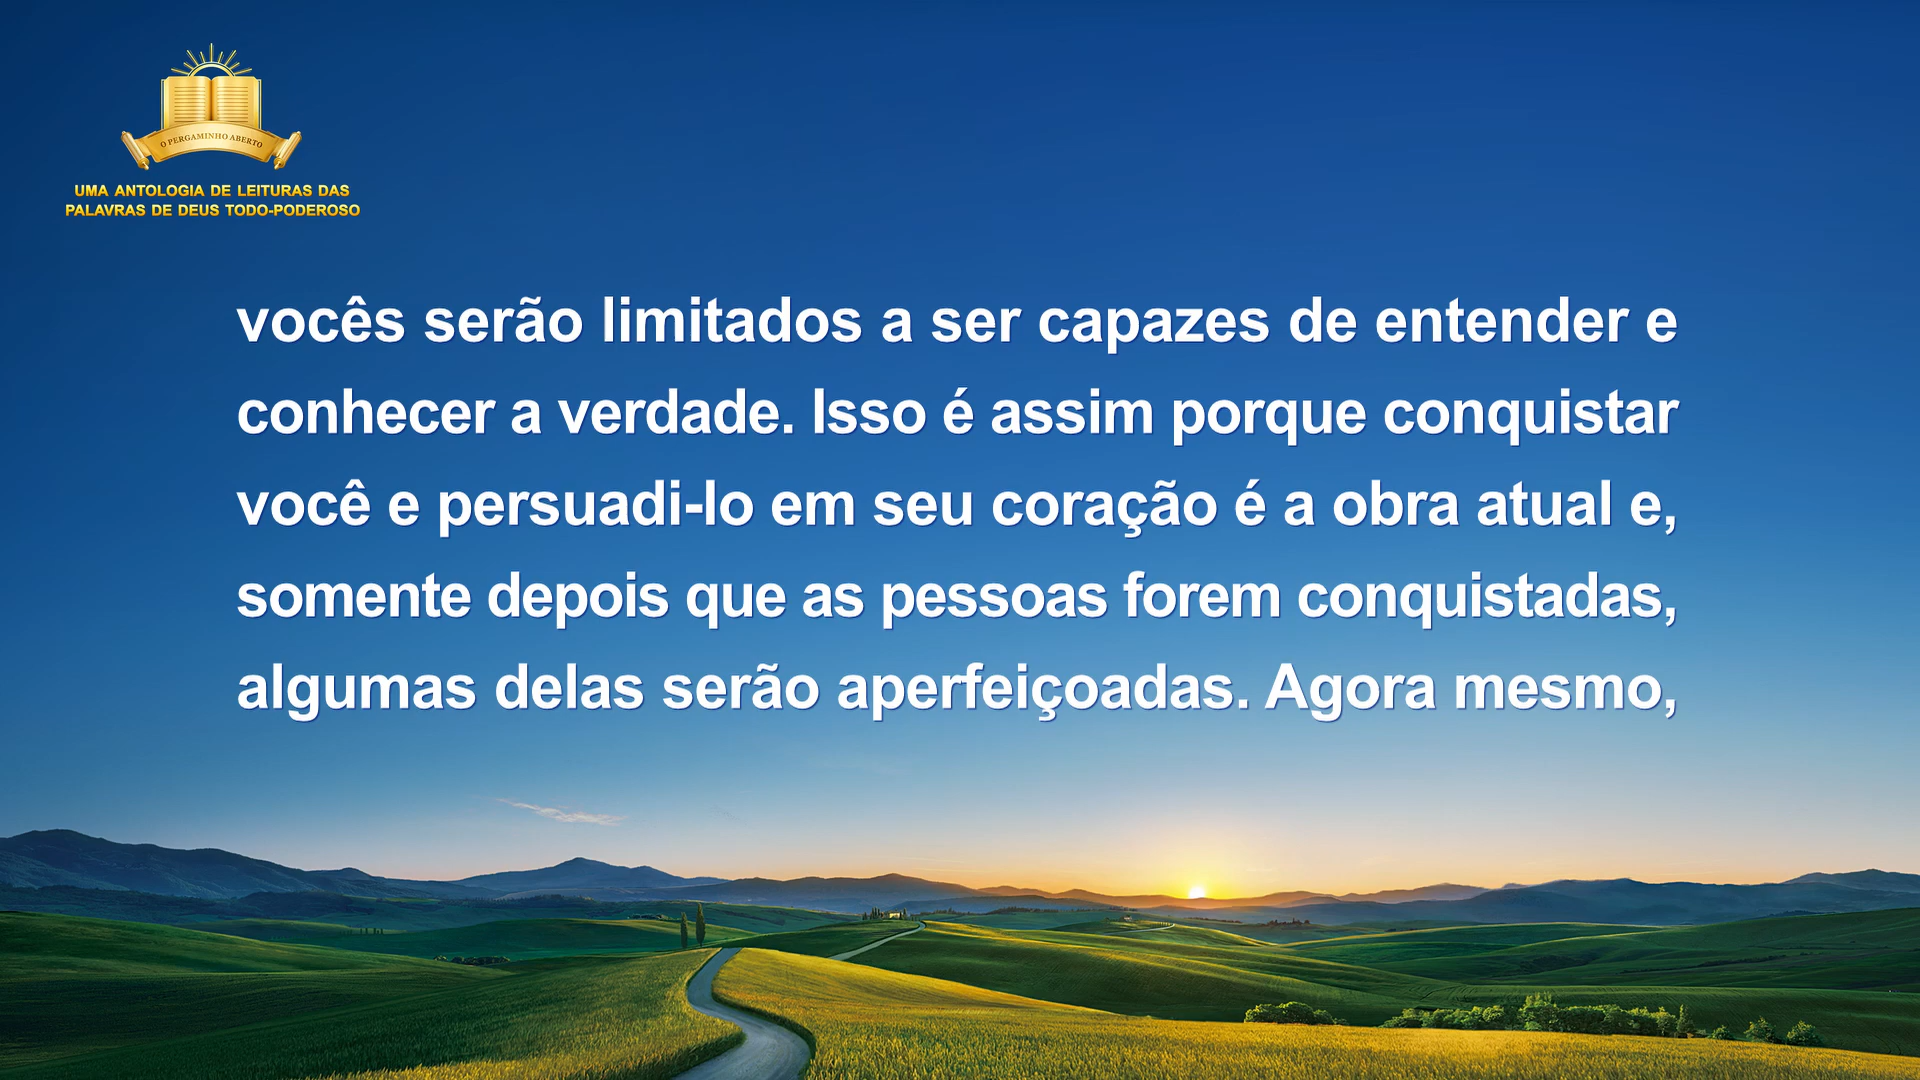 O PERGAMINHO ABERTO
UMA ANTOLOGIA DE LEITURAS DAS
PALAVRAS DE DEUS TODO-PODEROSO
vocês serão limitados a ser capazes de entender e
conhecer a verdade. Isso é assim porque conquistar
você e persuadi-lo em seu coração é a obra atual e,
somente depois que as pessoas forem conquistadas,
algumas delas serão aperfeiçoadas. Agora mesmo,